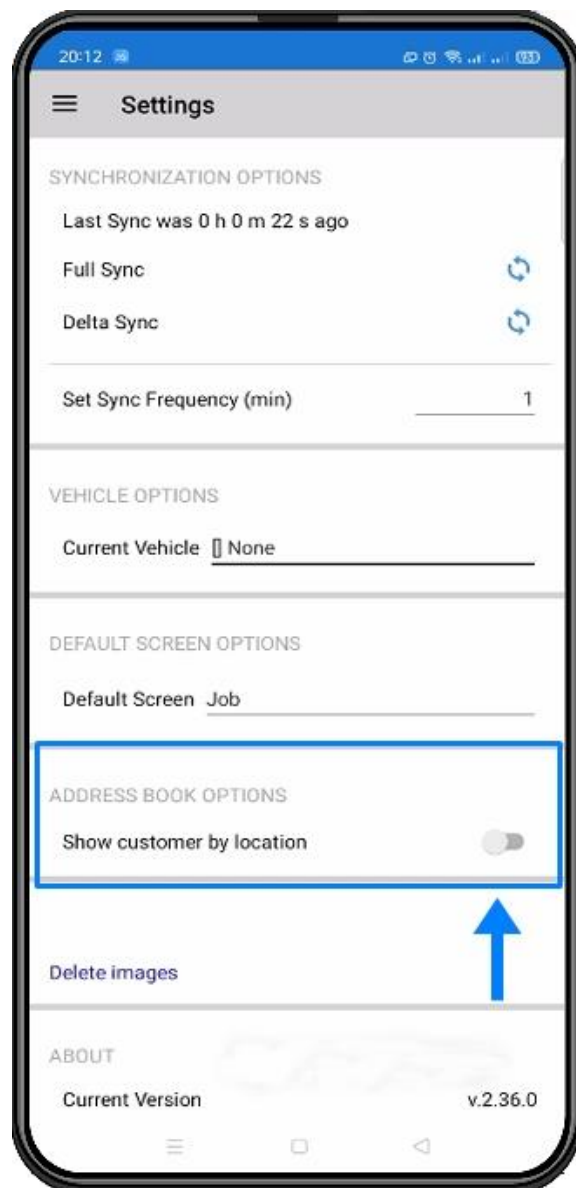 20:12
93
Settings
SYNCHRONIZATION OPTIONS
Last Sync was 0 h 0 m 22 s ago
Full Sync
Delta Sync
Set Sync Frequency (min) 1
VEHICLE OPTIONS
Current Vehicle [] None
DEFAULT SCREEN OPTIONS
Default Screen Job
ADDRESS BOOK OPTIONS
Show customer by location
Delete images
ABOUT
Current Version v.2.36.0